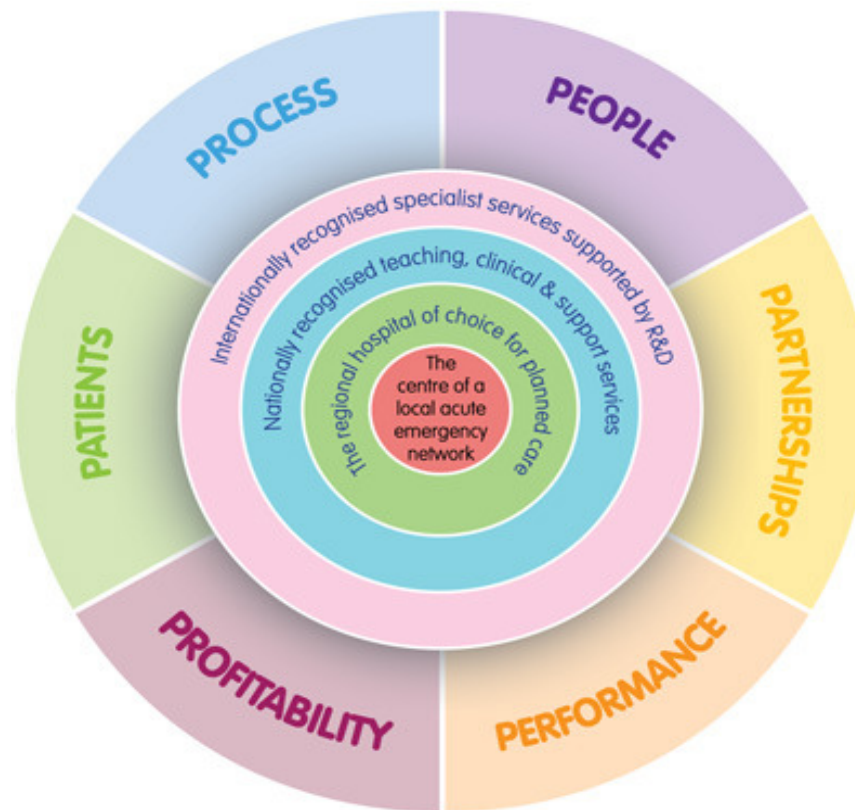 PROCESS
PEOPLE
PARTNERSHIPS
PERFORMANCE
PROFITABILITY
PATIENTS
Internationally recognised specialist services supported by R&D
Nationally recognised teaching, clinical & support services
The regional hospital of choice for planned care
The
centre of a
local acute
emergency
network